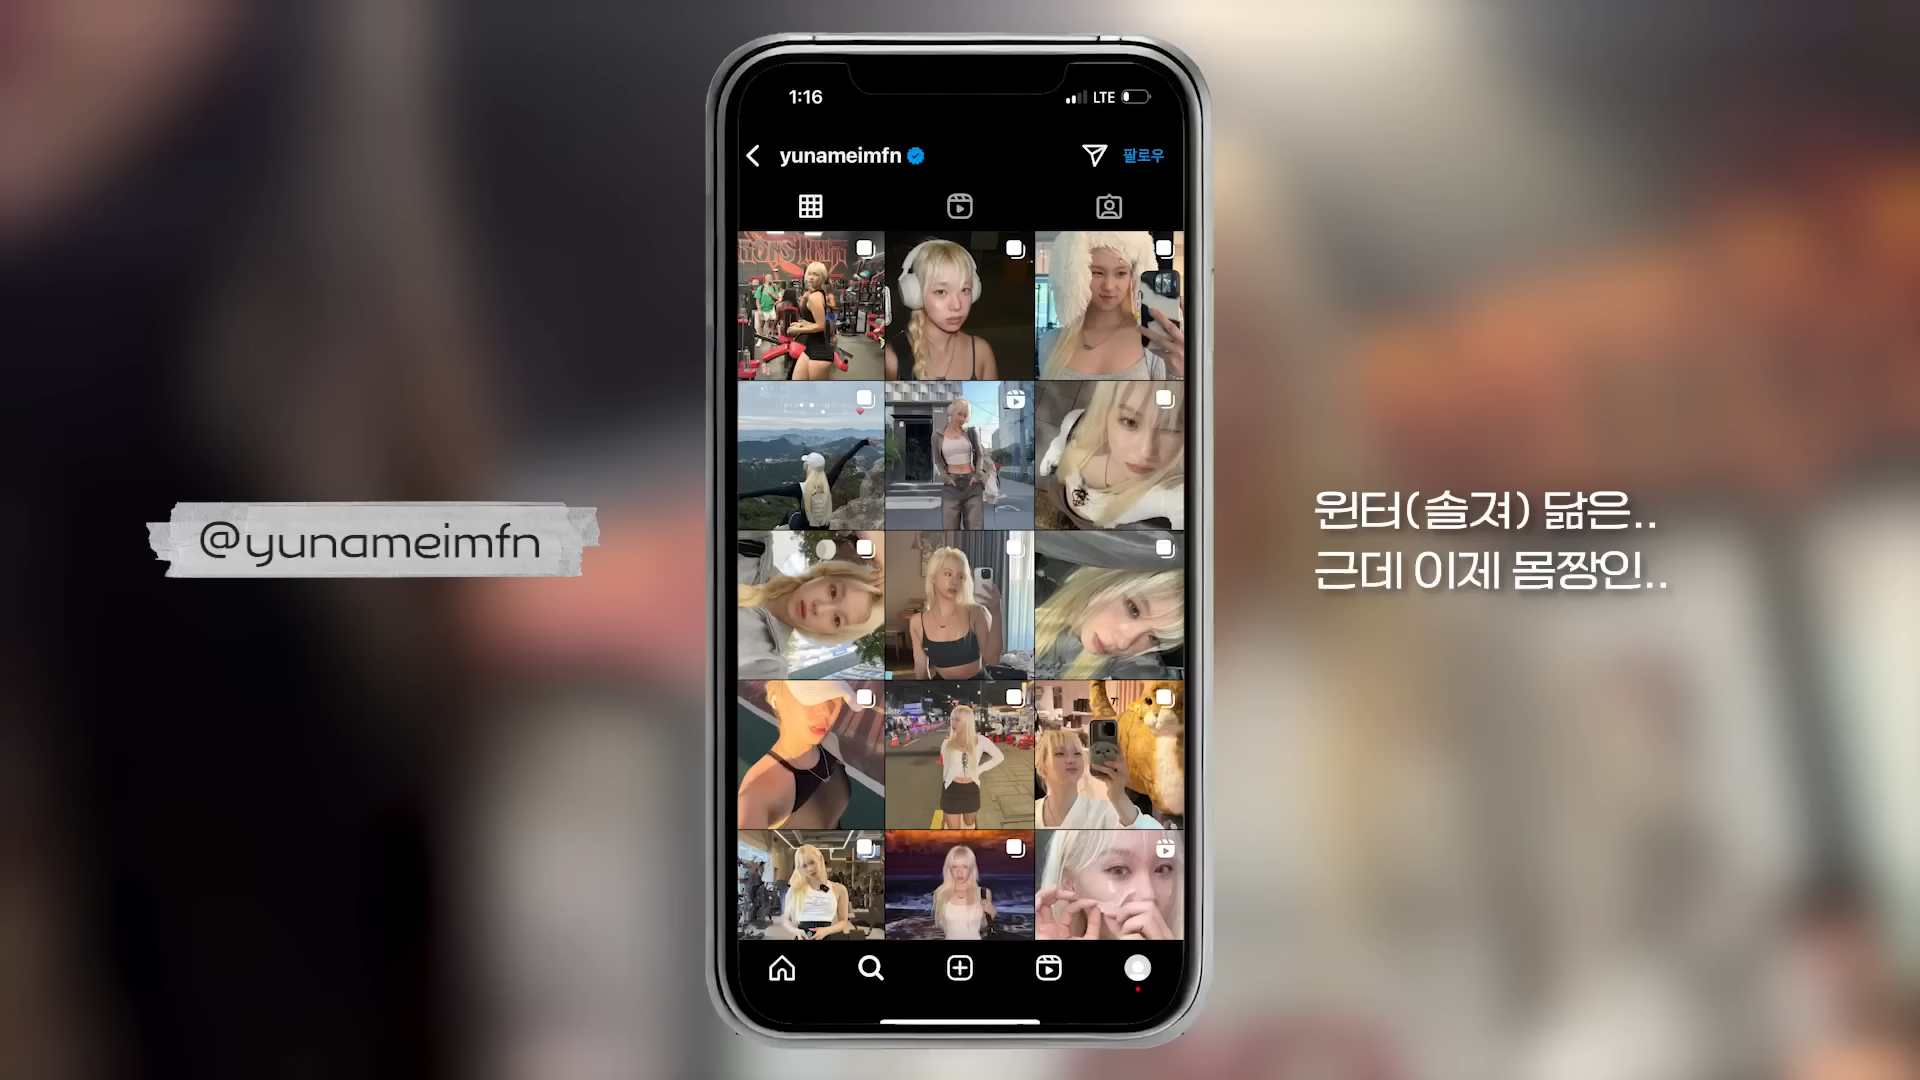 1:16
LTE
yunameimfn
팔로우
@yunameimfn
윈터(솔져) 닮은..
근데 이제 몸짱인..